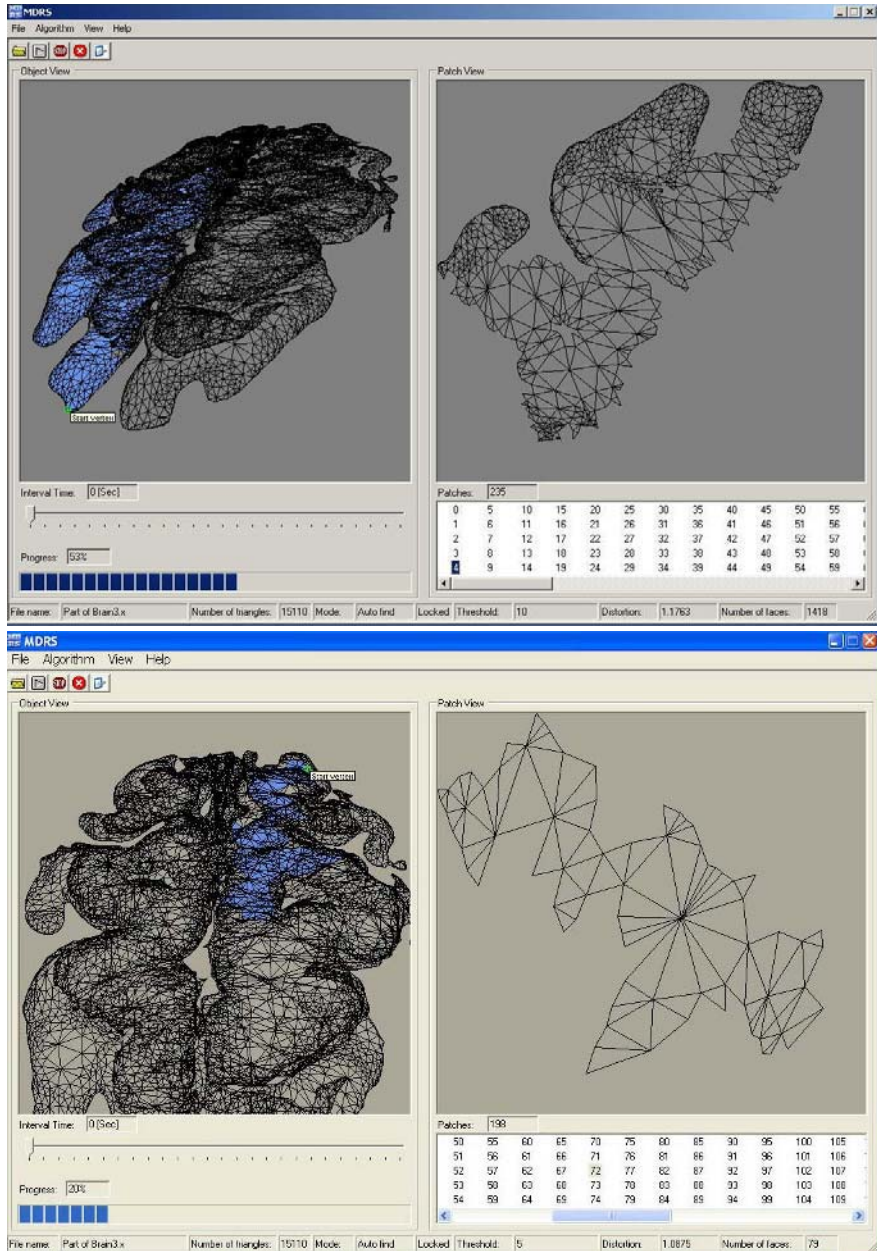 MDRS
File Algorithm View Help
Object View
Patch View
Start vertex
Interval Time: 0 [Sec]
Patches: 235
0 5 10 15 20 25 30 35 40 45 50 55
1 6 11 16 21 26 31 36 41 46 51 56
2 7 12 17 22 27 32 37 42 47 52 57
3 8 13 18 23 28 33 38 43 48 53 58
4 9 14 19 24 29 34 39 44 49 54 59
Progress: 53%
File name: Part of Brain3.x Number of triangles: 15110 Mode: Auto find Locked Threshold: 10 Distortion: 1.1763 Number of faces: 1418
MDRS
File Algorithm View Help
Object View
Patch View
Start vertex
Interval Time: 0 [Sec]
Patches: 198
50 55 60 65 70 75 80 85 90 95 100 105
51 56 61 66 71 76 81 86 91 96 101 106
52 57 62 67 72 77 82 87 92 97 102 107
53 58 63 68 73 78 83 88 93 98 103 108
54 59 64 69 74 79 84 89 94 99 104 109
Progress: 20%
File name: Part of Brain3.x Number of triangles: 15110 Mode: Auto find Locked Threshold: 5 Distortion: 1.0875 Number of faces: 79